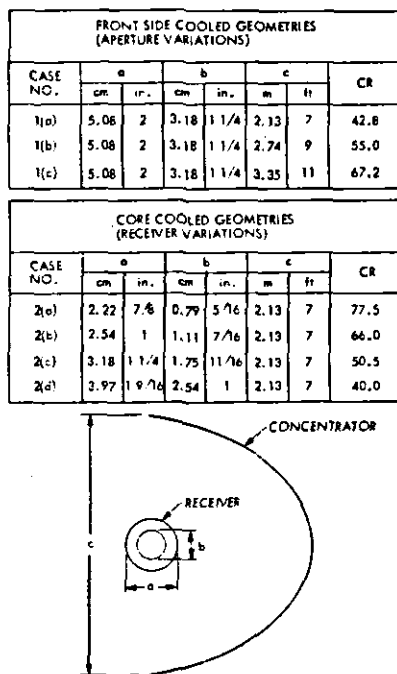 FRONT SIDE COOLED GEOMETRIES
(APERTURE VARIATIONS)
CASE NO. a b c CR
cm in. cm in. m ft
1(a) 5.08 2 3.18 1 1/4 2.13 7 42.8
1(b) 5.08 2 3.18 1 1/4 2.74 9 55.0
1(c) 5.08 2 3.18 1 1/4 3.35 11 67.2
CORE COOLED GEOMETRIES
(RECEIVER VARIATIONS)
CASE NO. a b c CR
cm in. cm in. m ft
2(a) 2.22 7/8 0.79 5/16 2.13 7 77.5
2(b) 2.54 1 1.11 7/16 2.13 7 66.0
2(c) 3.18 1 1/4 1.75 11/16 2.13 7 50.5
2(d) 3.97 1 9/16 2.54 1 2.13 7 40.0
CONCENTRATOR
RECEIVER
c
b
a